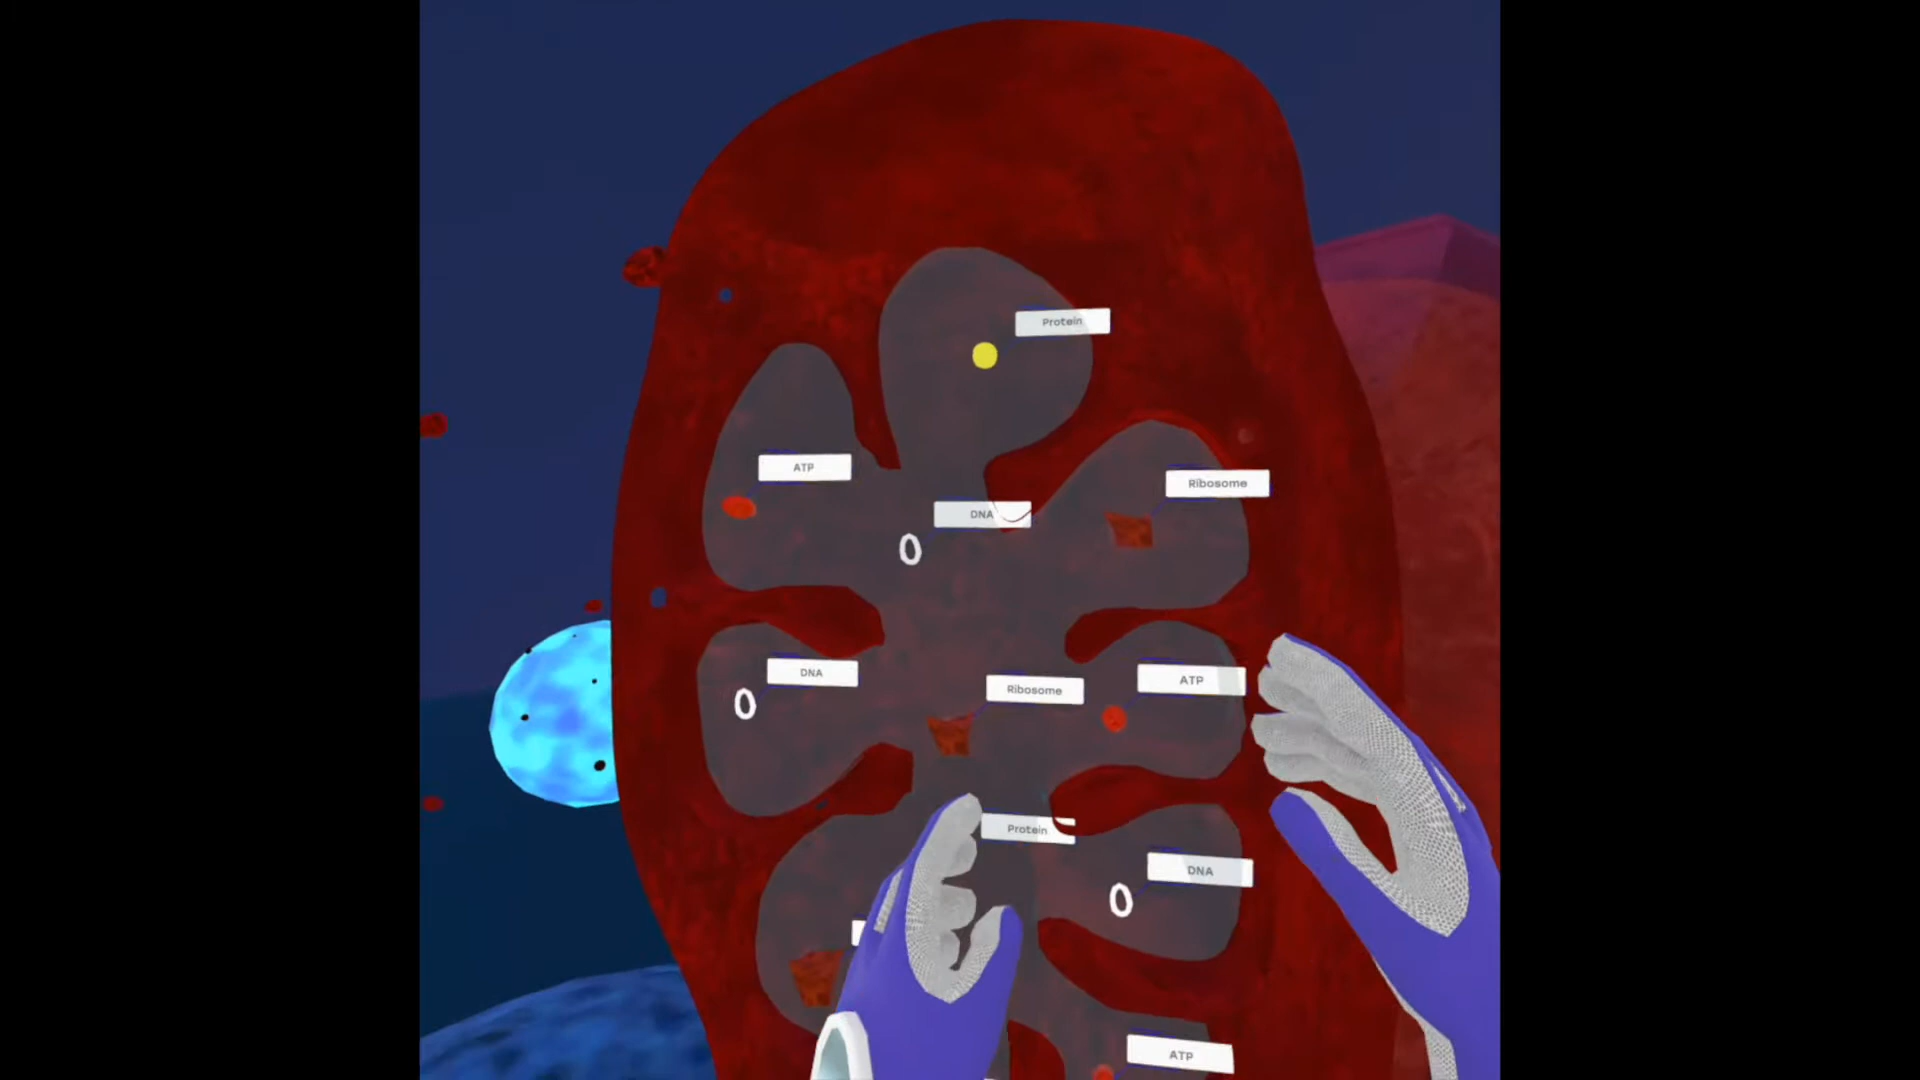 Protein
ATP
Ribosome
DNA
DNA
Ribosome
ATP
Protein
DNA
ATP